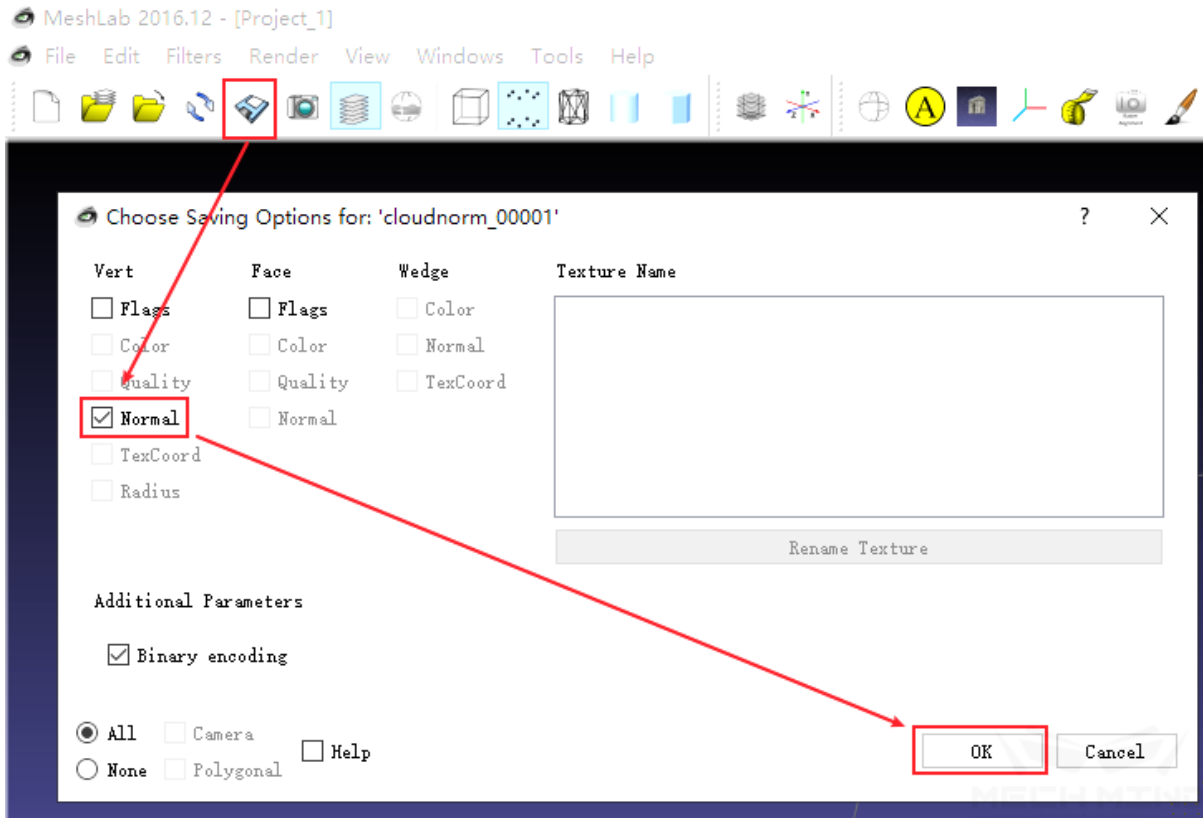 MeshLab 2016.12 - [Project_1]
File Edit Filters Render View Windows Tools Help
A
Choose Saving Options for: 'cloudnorm_00001' ?
Vert Face Wedge Texture Name
Flags Flags Color
Color Color Normal
Quality Quality TexCoord
Normal Normal
TexCoord
Radius
Rename Texture
Additional Parameters
Binary encoding
All Camera
Help
None Polygonal
OK Cancel
MECH MIND